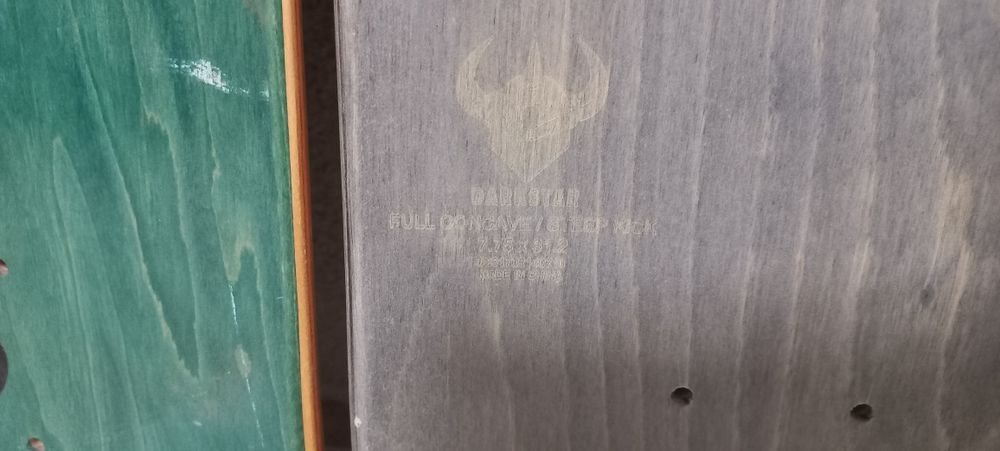 DARKSTAR
FULL CONCAVE / STEEP KICK
7.75 x 31.2
MADE IN CHINA